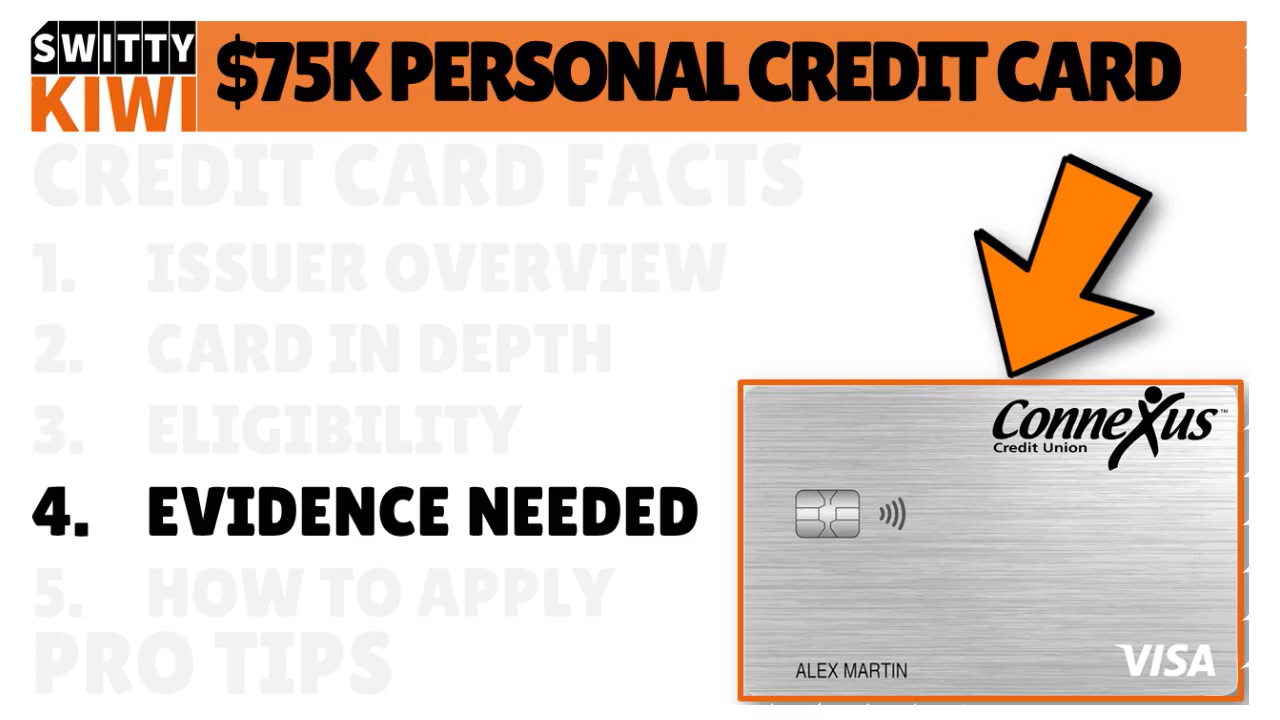 SWITTY
KIWI
$75K PERSONAL CREDIT CARD
CREDIT CARD FACTS
1. ISSUER OVERVIEW
2. CARD IN DEPTH
3. ELIGIBILITY
4. EVIDENCE NEEDED
5. HOW TO APPLY
PRO TIPS
Connexus™
Credit Union
ALEX MARTIN
VISA